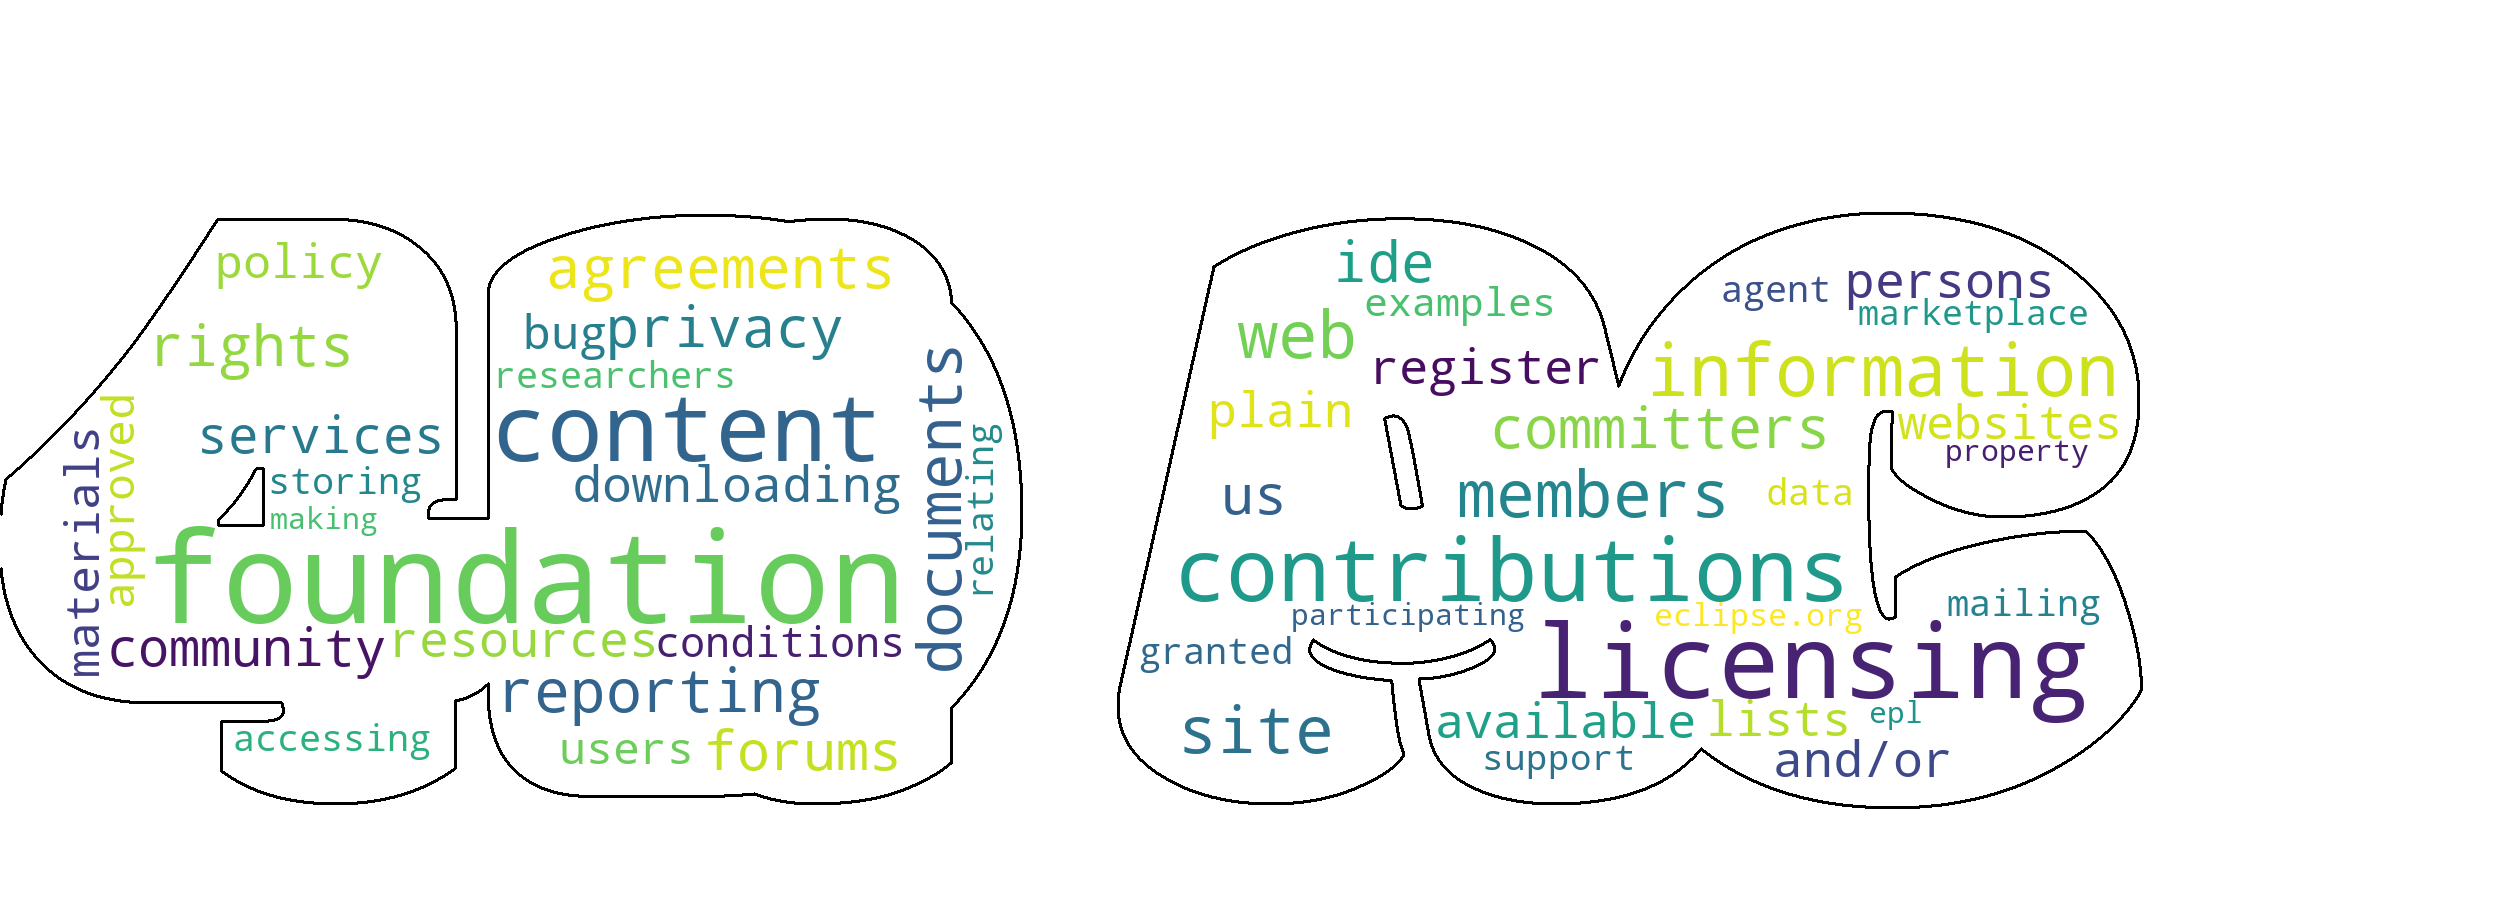 policy
rights
approved
materials
services
storing
making
agreements
bug
privacy
researchers
content
downloading
documents
relating
foundation
community
resources
conditions
reporting
accessing
users
forums
ide
examples
web
register
plain
agent
persons
marketplace
information
committers
websites
property
us
members
data
contributions
participating
eclipse.org
mailing
granted
licensing
site
available
lists
epl
support
and/or